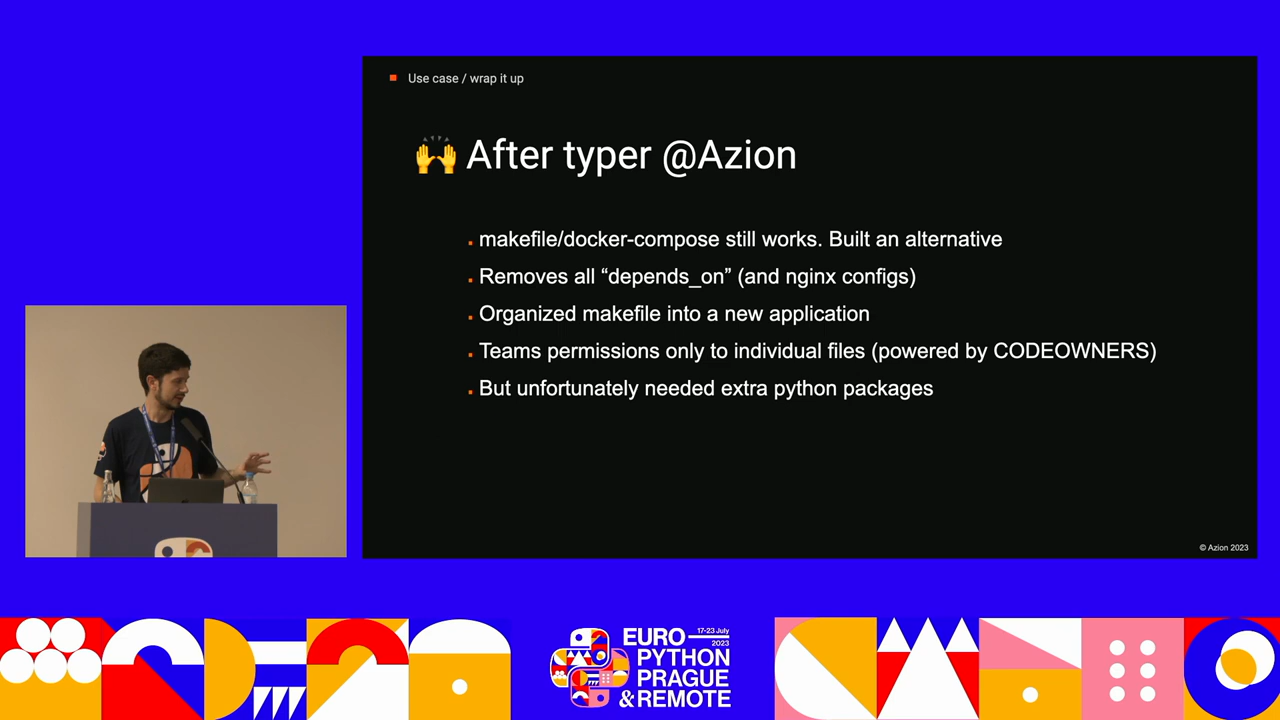 Use case / wrap it up
🙌 After typer @Azion
makefile/docker-compose still works. Built an alternative
Removes all “depends_on” (and nginx configs)
Organized makefile into a new application
Teams permissions only to individual files (powered by CODEOWNERS)
But unfortunately needed extra python packages
© Azion 2023
EURO
17-23 July
2023
PYTHON
PRAGUE
& REMOTE